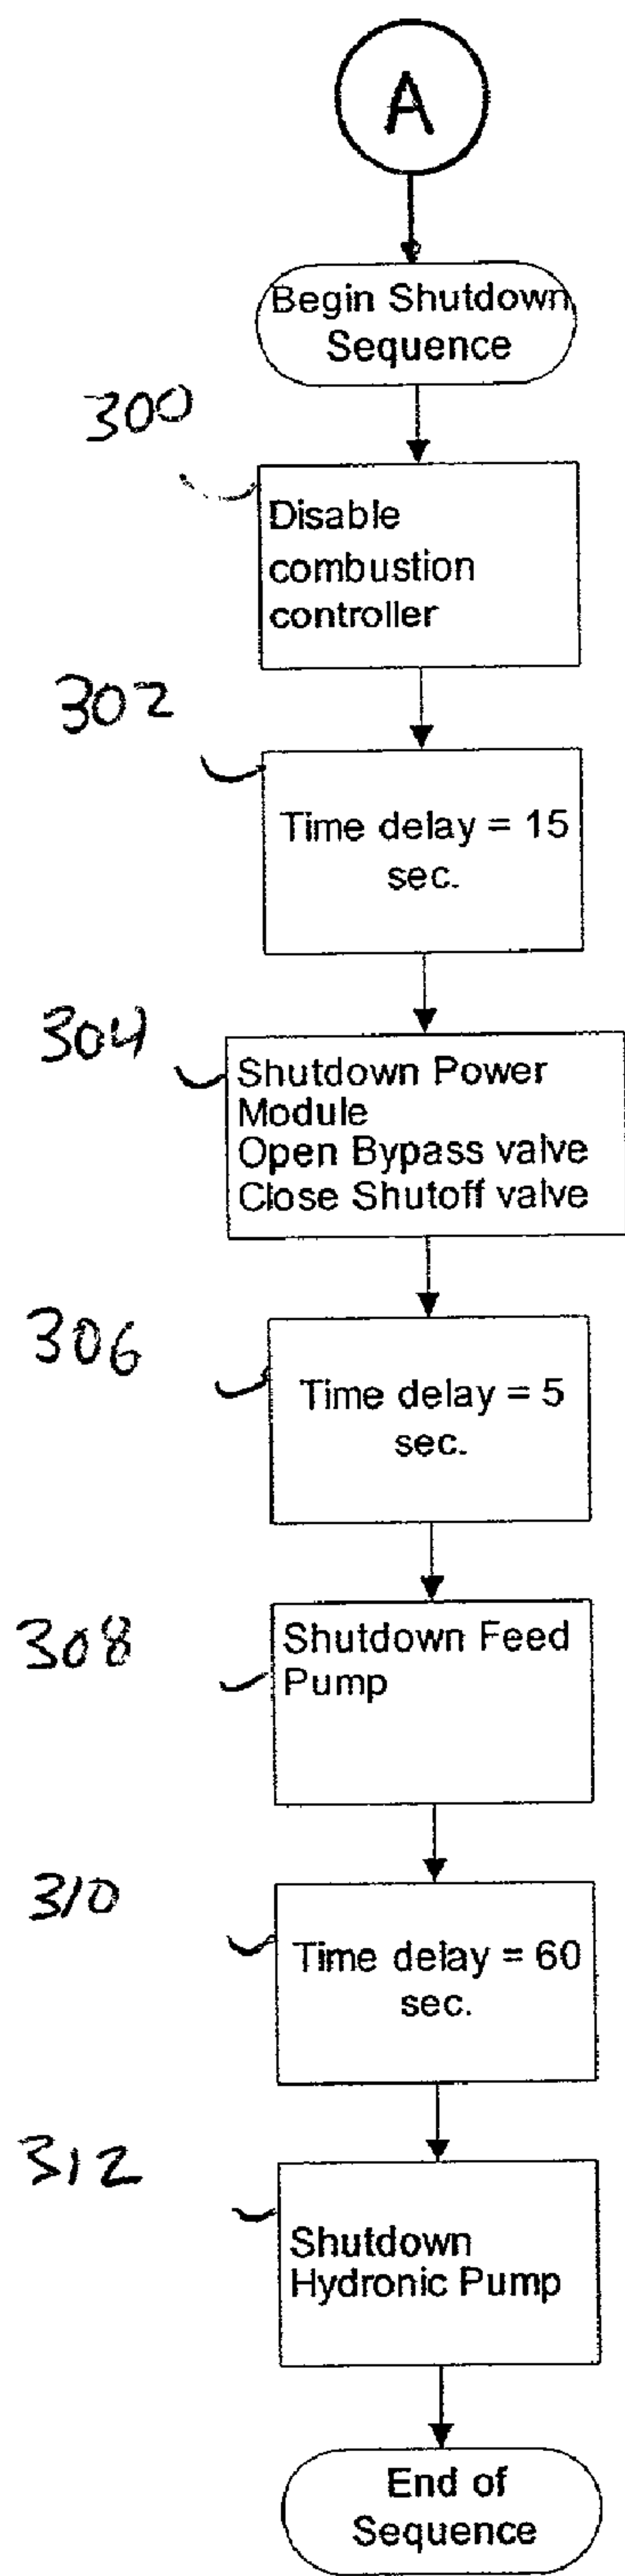 A
Begin Shutdown
Sequence
300
Disable
combustion
controller
302
Time delay = 15
sec.
304
Shutdown Power
Module
Open Bypass valve
Close Shutoff valve
306
Time delay = 5
sec.
308
Shutdown Feed
Pump
310
Time delay = 60
sec.
312
Shutdown
Hydronic Pump
End of
Sequence